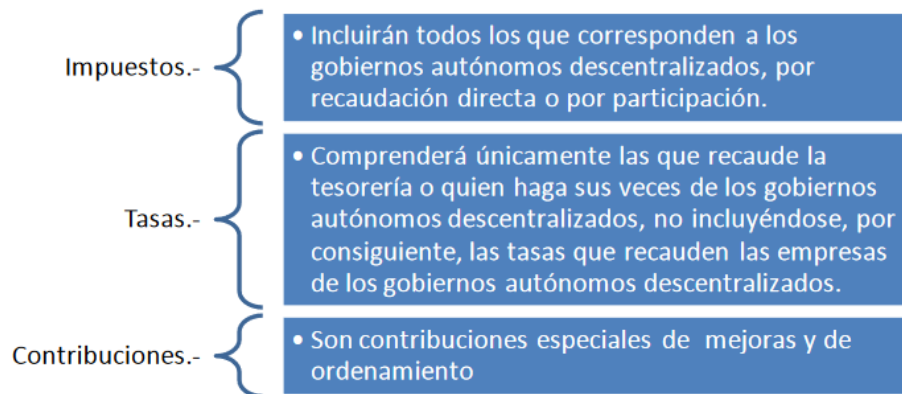 Impuestos.-
• Incluirán todos los que corresponden a los
gobiernos autónomos descentralizados, por
recaudación directa o por participación.
Tasas.-
• Comprenderá únicamente las que recaude la
tesorería o quien haga sus veces de los gobiernos
autónomos descentralizados, no incluyéndose, por
consiguiente, las tasas que recauden las empresas
de los gobiernos autónomos descentralizados.
Contribuciones.-
• Son contribuciones especiales de mejoras y de
ordenamiento